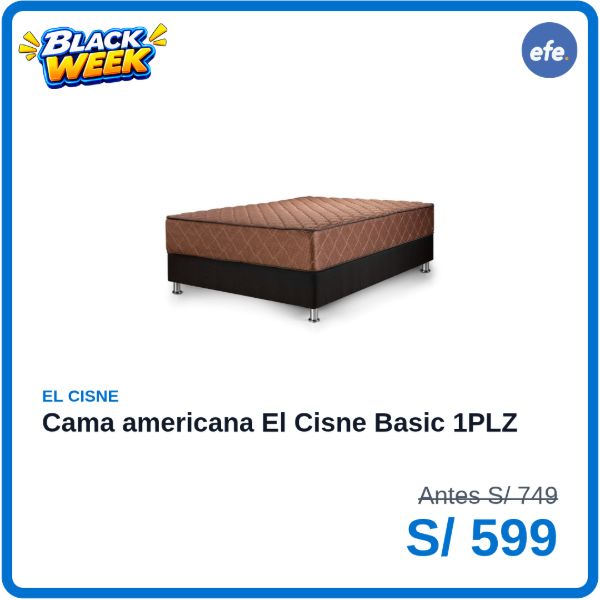 BLACK
WEEK
efe.
EL CISNE
Cama americana El Cisne Basic 1PLZ
Antes S/ 749
S/ 599